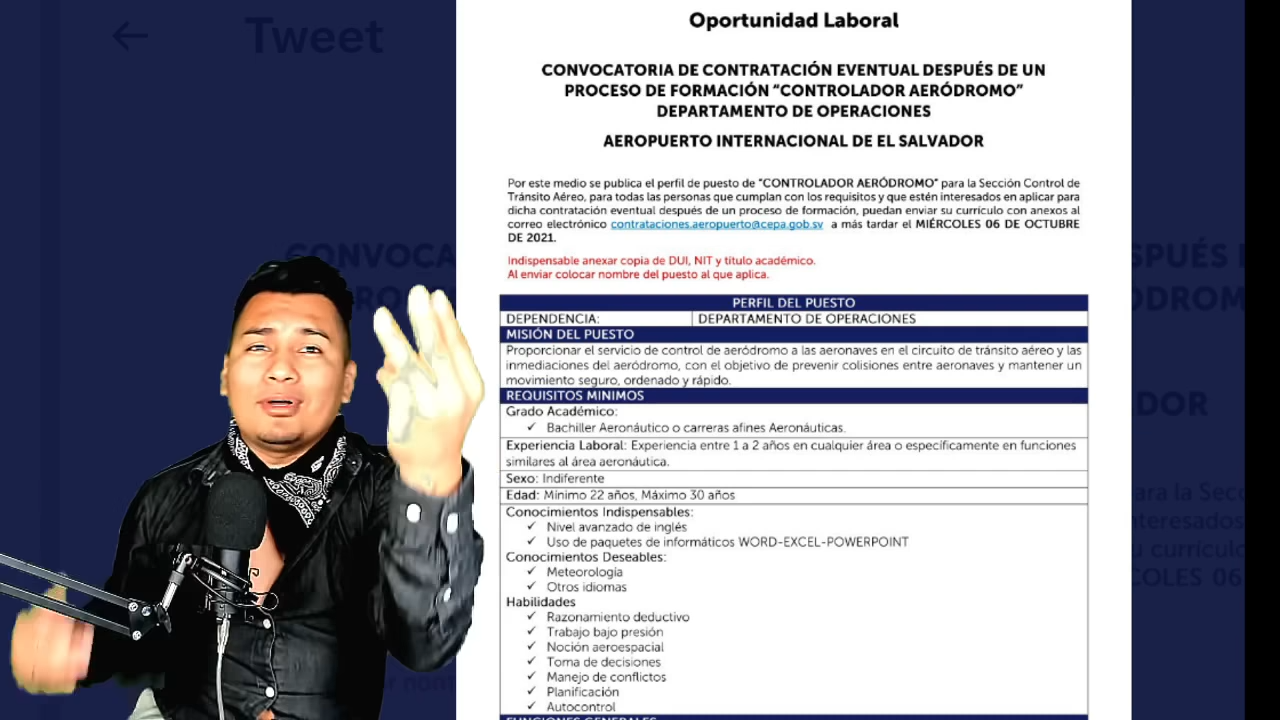 Tweet
Oportunidad Laboral
CONVOCATORIA DE CONTRATACIÓN EVENTUAL DESPUÉS DE UN
PROCESO DE FORMACIÓN “CONTROLADOR AERÓDROMO”
DEPARTAMENTO DE OPERACIONES
AEROPUERTO INTERNACIONAL DE EL SALVADOR
Por este medio se publica el perfil de puesto de “CONTROLADOR AERÓDROMO” para la Sección Control de
Tránsito Aéreo, para todas las personas que cumplan con los requisitos y que estén interesados en aplicar para
dicha contratación eventual después de un proceso de formación, puedan enviar su currículo con anexos al
correo electrónico contrataciones.aeropuerto@cepa.gob.sv a más tardar el MIÉRCOLES 06 DE OCTUBRE
DE 2021.
Indispensable anexar copia de DUI, NIT y título académico.
Al enviar colocar nombre del puesto al que aplica.
PERFIL DEL PUESTO
DEPENDENCIA: DEPARTAMENTO DE OPERACIONES
MISIÓN DEL PUESTO
Proporcionar el servicio de control de aeródromo a las aeronaves en el circuito de tránsito aéreo y las
inmediaciones del aeródromo, con el objetivo de prevenir colisiones entre aeronaves y mantener un
movimiento seguro, ordenado y rápido.
REQUISITOS MINIMOS
Grado Académico:
✓ Bachiller Aeronáutico o carreras afines Aeronáuticas.
Experiencia Laboral: Experiencia entre 1 a 2 años en cualquier área o específicamente en funciones
similares al área aeronáutica.
Sexo: Indiferente
Edad: Mínimo 22 años, Máximo 30 años
Conocimientos Indispensables:
✓ Nivel avanzado de inglés
✓ Uso de paquetes de informáticos WORD-EXCEL-POWERPOINT
Conocimientos Deseables:
✓ Meteorología
✓ Otros idiomas
Habilidades
✓ Razonamiento deductivo
✓ Trabajo bajo presión
✓ Noción aeroespacial
✓ Toma de decisiones
✓ Manejo de conflictos
✓ Planificación
✓ Autocontrol
FUNCIONES GENERALES